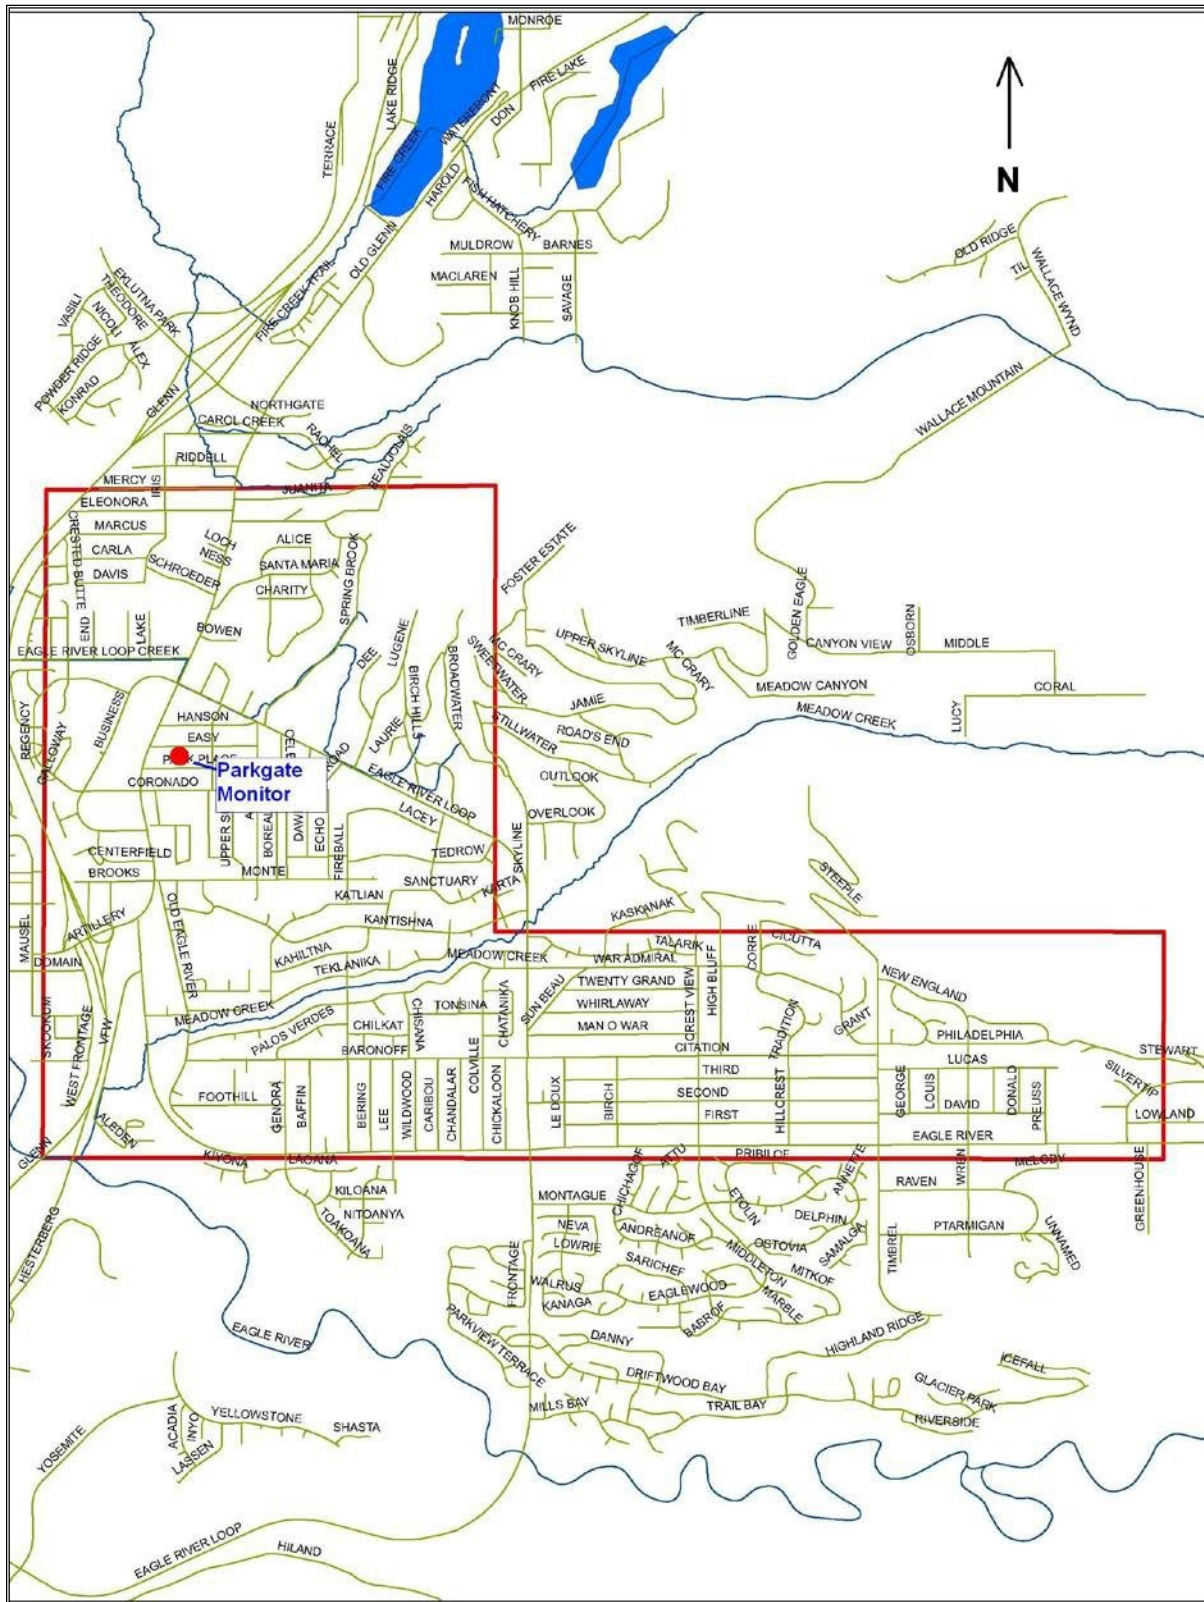 MONROE
LAKE RIDGE
FIRE LAKE
WATERFRONT
DON
TERRACE
FIRE CREEK
HAROLD
FISH HATCHERY
N
OLD GLENN
MULDROW
BARNES
OLD RIDGE
TIL
WALLACE WYND
MACLAREN
KNOB HILL
SAVAGE
EKLUTNA PARK
THEODORE
VASILI
NICOLI
ALEX
FIRE CREEK TRAIL
POWDER RIDGE
KONRAD
GLENN
NORTHGATE
CAROL CREEK
RACHEL
BEAUJOLAIS
WALLACE MOUNTAIN
RIDDELL
MERCY
IRIS
JUANITA
ELEONORA
MARCUS
CRESTED BUTTE
CARLA
DAVIS
SCHROEDER
LOCH
NESS
ALICE
SANTA MARIA
CHARITY
SPRING BROOK
FOSTER ESTATE
END
LAKE
BOWEN
EAGLE RIVER LOOP CREEK
DEE
LUGENE
BIRCH HILLS
BROADWATER
SWEETWATER
MC CRARY
UPPER SKYLINE
MC CRARY
TIMBERLINE
GOLDEN EAGLE
CANYON VIEW
OSBORN
MIDDLE
MEADOW CANYON
CORAL
LUCY
MEADOW CREEK
JAMIE
ROAD'S END
STILLWATER
OUTLOOK
OVERLOOK
REGENCY
GALLOWAY
BUSINESS
HANSON
EASY
CORONADO
Parkgate
Monitor
LAURIE
EAGLE RIVER LOOP
LACEY
TEDROW
SKYLINE
CENTERFIELD
BROOKS
ECHO
FIREBALL
MONTE
SANCTUARY
KARTA
KATLIAN
KANTISHNA
ARTILLERY
OLD EAGLE RIVER
MAUSEL
DOMAIN
KAHILTNA
TEKLANIKA
MEADOW CREEK
KASKANAK
TALARIK
WAR ADMIRAL
CORRIE
CICUTTA
STEEPLE
TWENTY GRAND
WHIRLAWAY
MAN O WAR
CREST VIEW
HIGH BLUFF
SUN BEAU
NEW ENGLAND
GRANT
PHILADELPHIA
TRADITION
CITATION
LUCAS
STEWART
SILVERTIP
LOWLAND
MEADOW CREEK
PALOS VERDES
CHILKAT
CHISANA
TONSINA
CHATANIKA
BARONOFF
SKOOKUM
WEST FRONTAGE
VFW
FOOTHILL
GENORA
BAFFIN
BERING
LEE
WILDWOOD
CARIBOU
CHANDALAR
COLVILLE
CHICKALOON
LE DOUX
BIRCH
THIRD
SECOND
FIRST
HILLCREST
GEORGE
LOUIS
DAVID
DONALD
PREUSS
EAGLE RIVER
GLENN
ALEDEN
KIYONA
LAOANA
KILOANA
NITOANYA
TOAKOANA
PRIBILOF
CHICHAGOF
ATTU
ANNETTE
MELODY
RAVEN
WREN
GREENHOUSE
MONTAGUE
NEVA
LOWRIE
ANDREANOF
ETOLIN
DELPHIN
OSTOVIA
SAMALGA
PTARMIGAN
UNNAMED
TIMBREL
HESTERBERG
FRONTAGE
SARICHEF
MIDDLETON
MITKOF
WALRUS
KANAGA
EAGLEWOOD
MARBLE
BABROF
EAGLE RIVER
PARKVIEW TERRACE
DANNY
HIGHLAND RIDGE
DRIFTWOOD BAY
ICEFALL
GLACIER PARK
MILLS BAY
TRAIL BAY
RIVERSIDE
ACADIA
INYO
YELLOWSTONE
SHASTA
LASSEN
YOSEMITE
EAGLE RIVER LOOP
HILAND